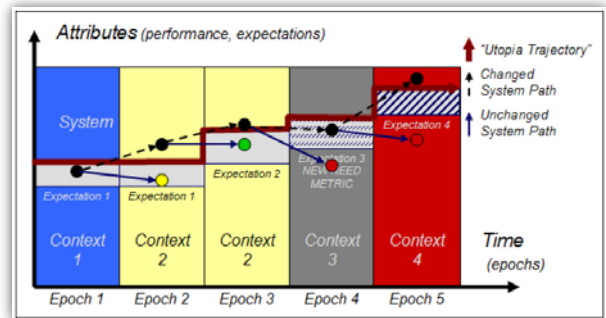 Attributes (performance, expectations)
"Utopia Trajectory"
Changed
System Path
Unchanged
System Path
System
Expectation 1
Expectation 1
Expectation 2
Expectation 3
NEW NEED
METRIC
Expectation 4
Context
1
Context
2
Context
2
Context
3
Context
4
Time
(epochs)
Epoch 1
Epoch 2
Epoch 3
Epoch 4
Epoch 5